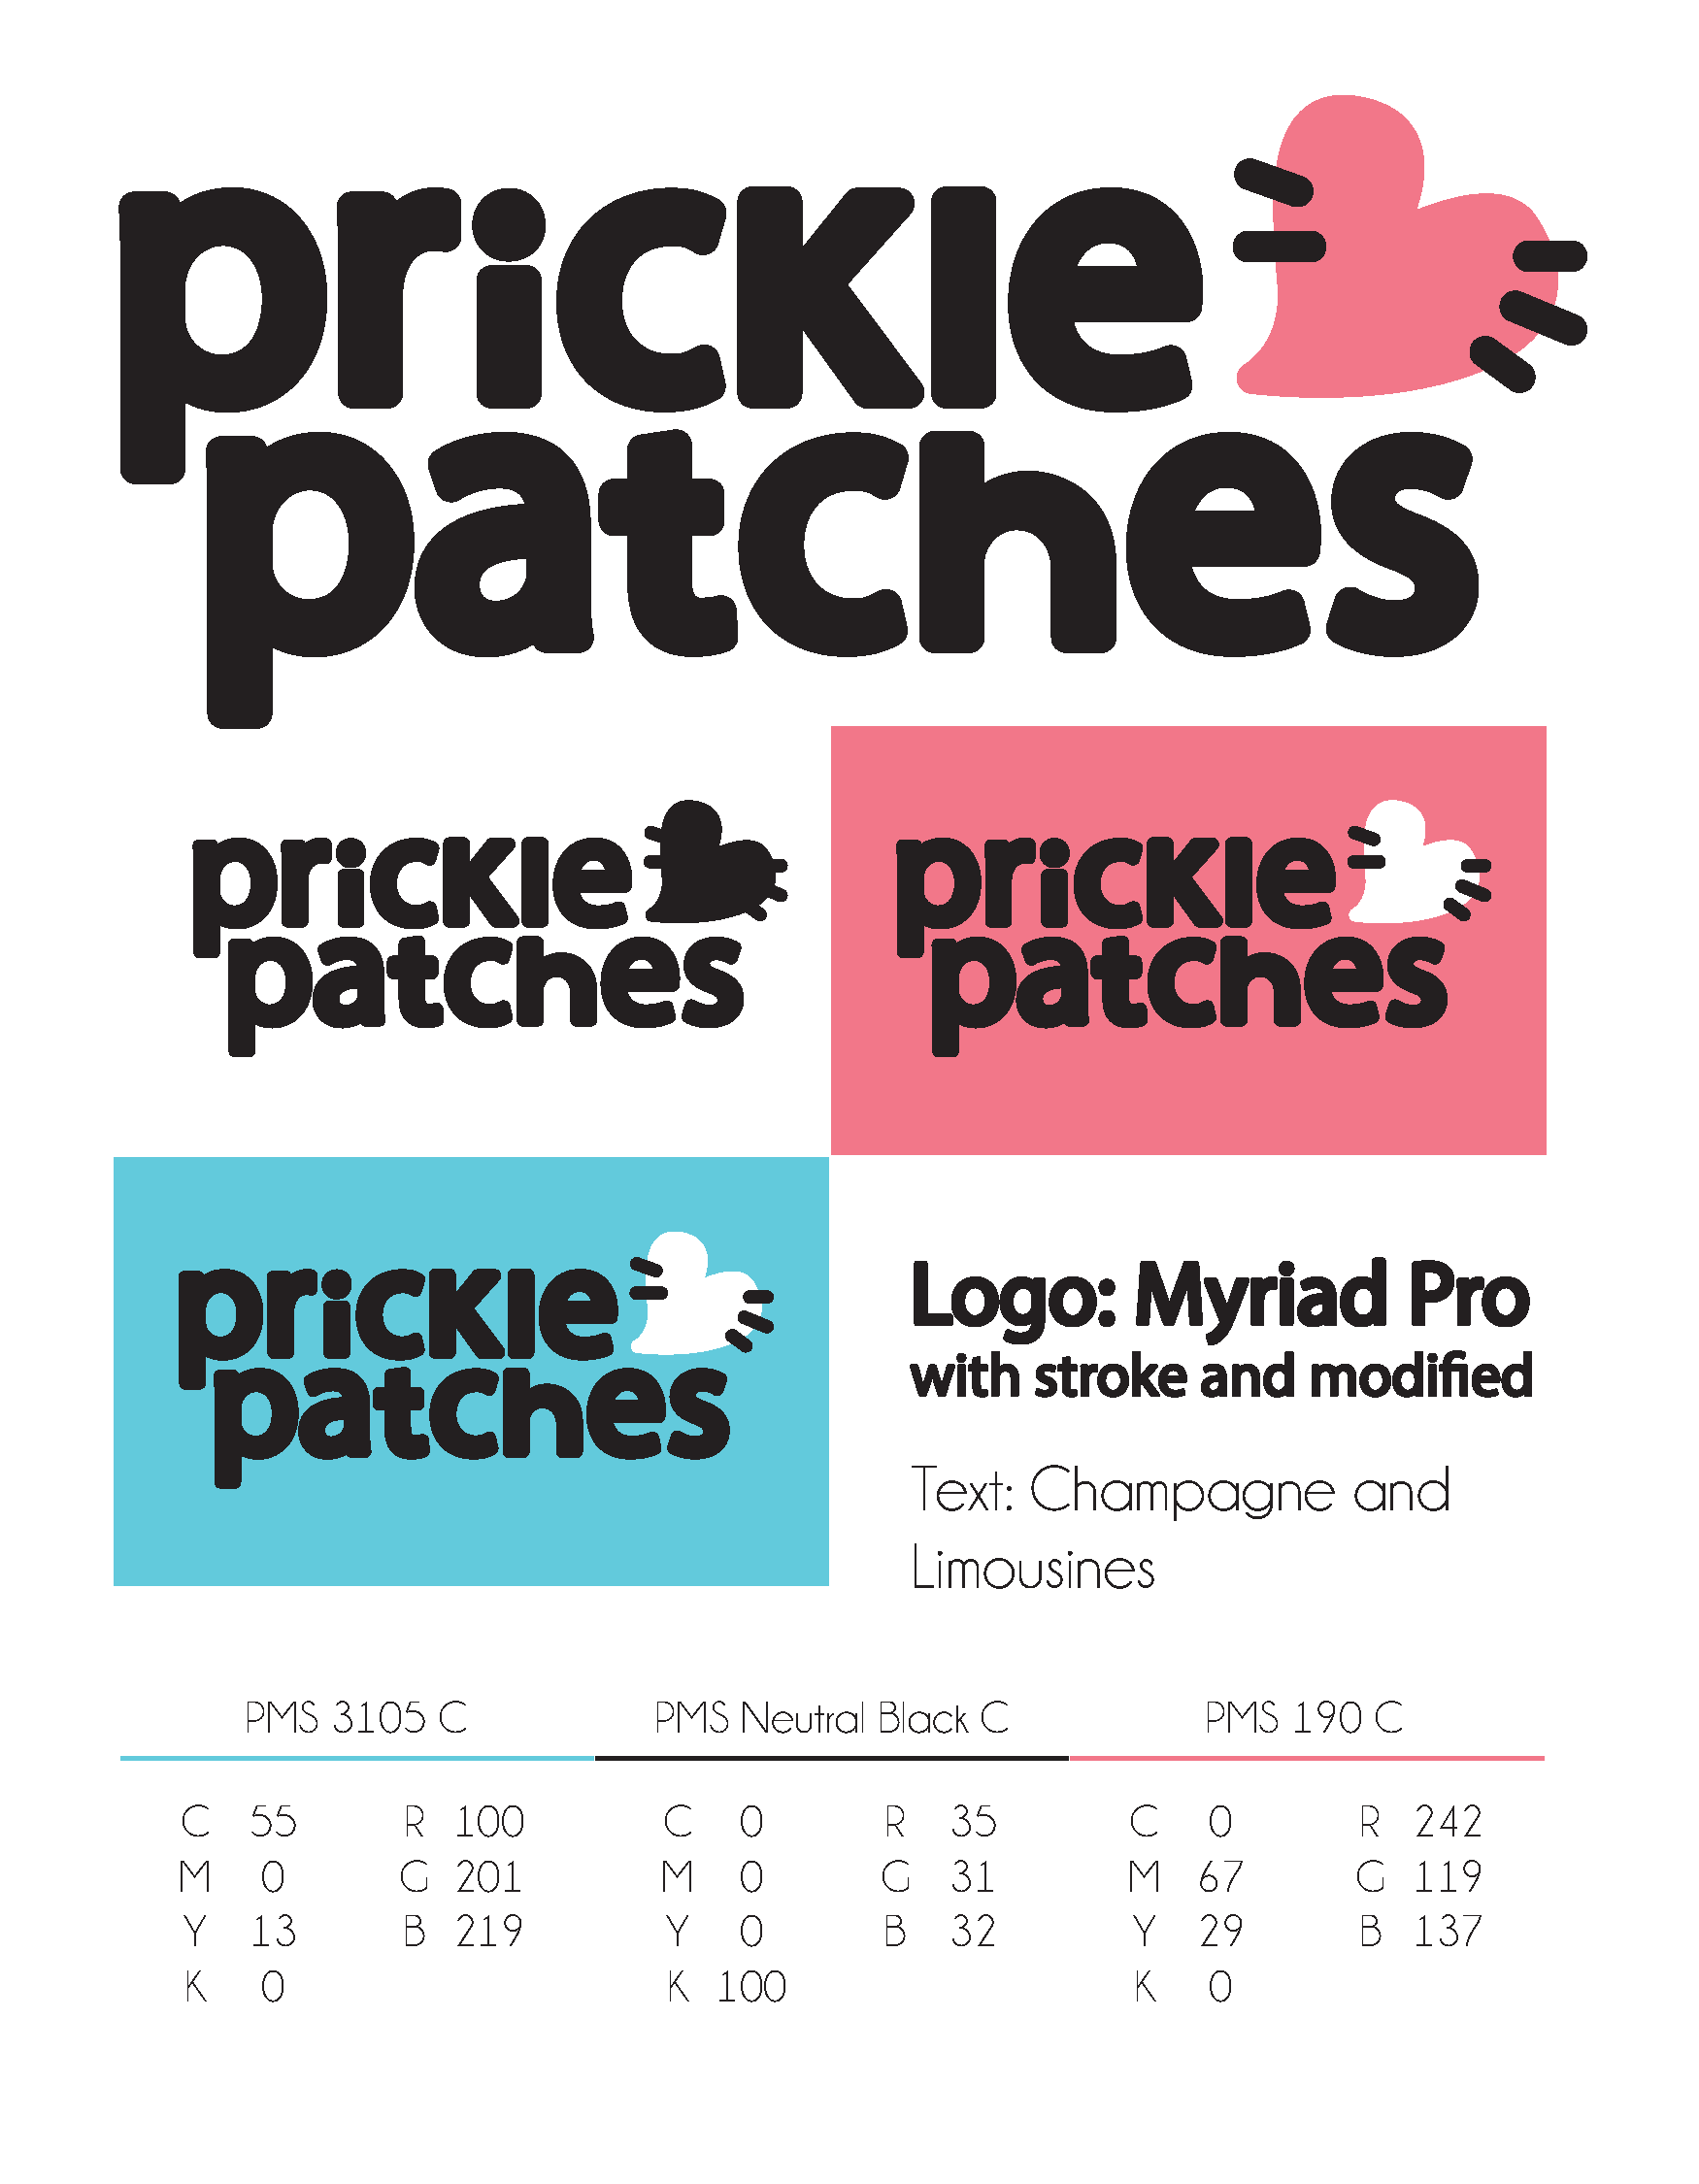 prickle
patches
prickle
patches
prickle
patches
prickle
patches
Logo: Myriad Pro
with stroke and modified
Text: Champagne and
Limousines
PMS 3105 C PMS Neutral Black C PMS 190 C
C 55 R 100 C 0 R 35 C 0 R 242
M 0 G 201 M 0 G 31 M 67 G 119
Y 13 B 219 Y 0 B 32 Y 29 B 137
K 0 K 100 K 0